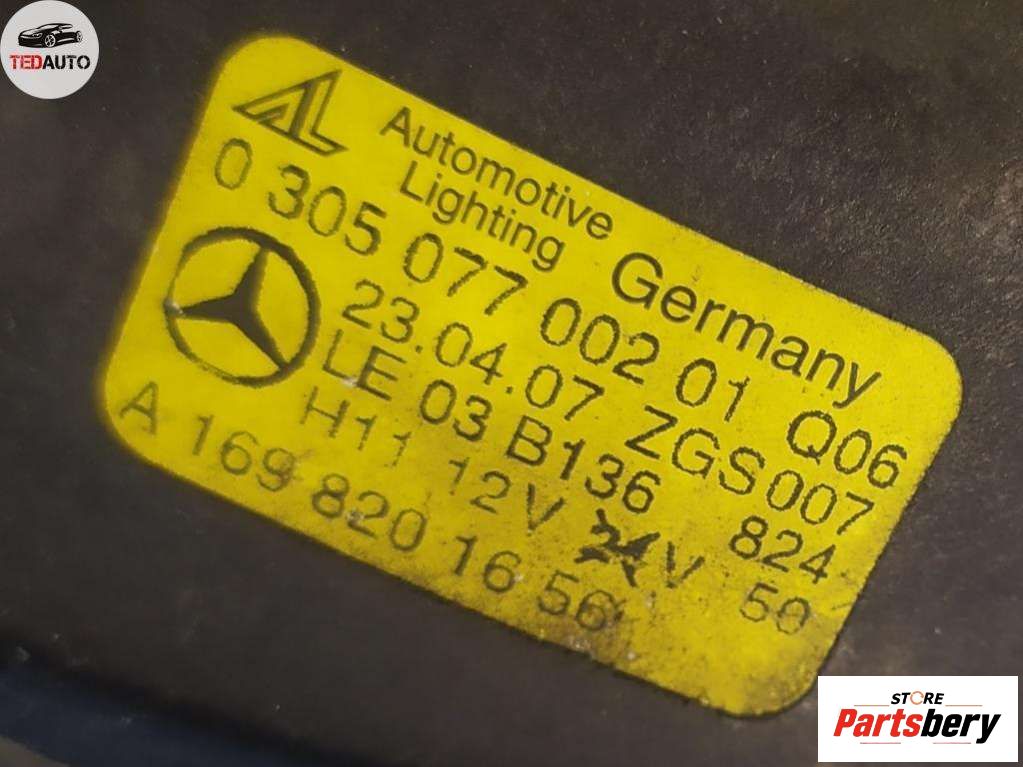 TEDAUTO
AL Automotive
Lighting Germany
0 305 077 002 01 Q06
23.04.07 ZGS007
LE 03 B136 824
H11 12V 24V 50
A 169 820 16 56
STORE
Partsbery